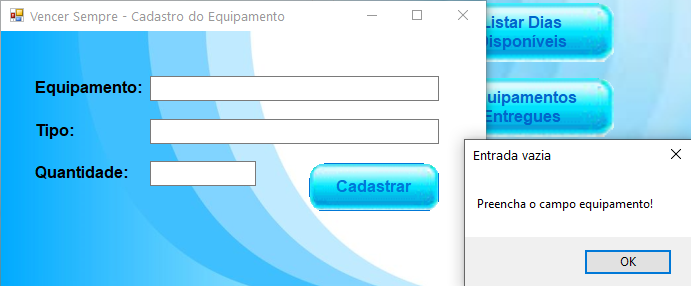 Vencer Sempre - Cadastro do Equipamento
Equipamento:
Tipo:
Quantidade:
Cadastrar
Listar Dias
Disponíveis
uipamentos
Entregues
Entrada vazia
Preencha o campo equipamento!
OK